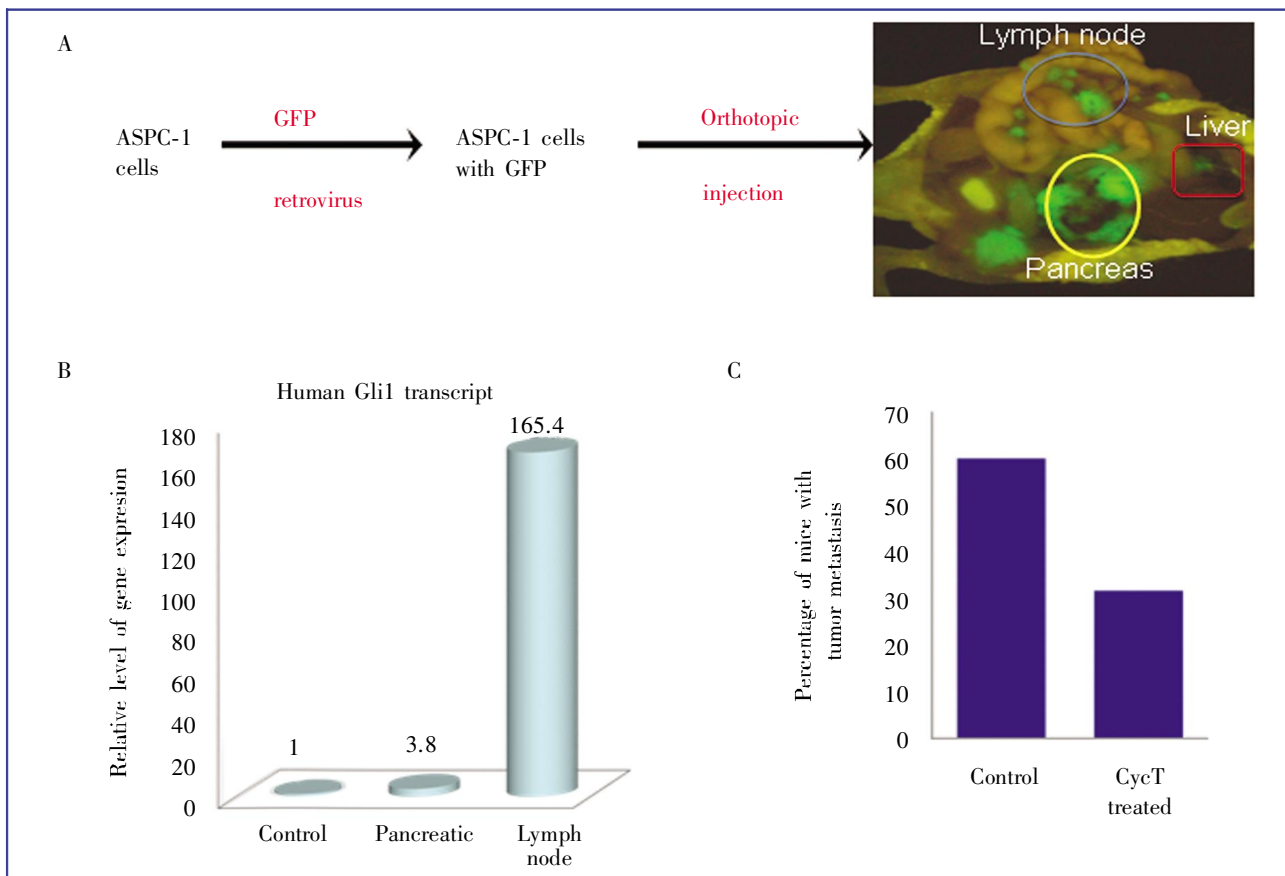 A
ASPC-1
cells
GFP
retrovirus
ASPC-1 cells
with GFP
Orthotopic
injection
Lymph node
Liver
Pancreas
B
Human Gli1 transcript
Relative level of gene expresion
180
160
140
120
100
80
60
40
20
0
1
3.8
165.4
Control
Pancreatic
Lymph
node
C
Percentage of mice with
tumor metastasis
70
60
50
40
30
20
10
0
Control
CycT
treated